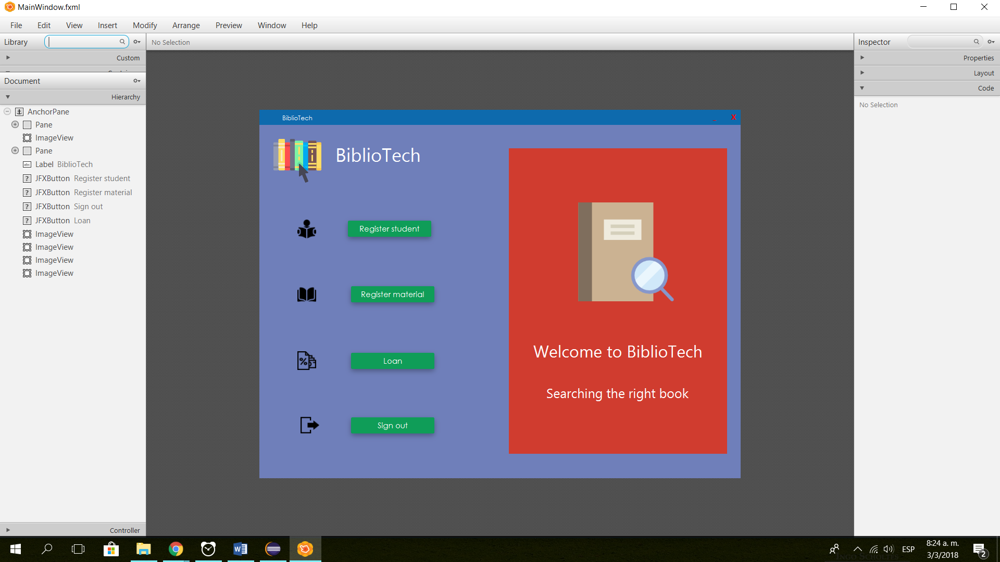 MainWindow.fxml
File Edit View Insert Modify Arrange Preview Window Help
Library
No Selection
Inspector
Custom
Properties
Layout
Code
No Selection
Document
Hierarchy
AnchorPane
Pane
ImageView
Pane
abc Label BiblioTech
? JFXButton Register student
? JFXButton Register material
? JFXButton Sign out
? JFXButton Loan
ImageView
ImageView
ImageView
ImageView
Controller
BiblioTech
X
BiblioTech
Register student
Register material
% Loan
Sign out
Welcome to BiblioTech
Searching the right book
W
ESP
8:24 a. m.
3/3/2018
2